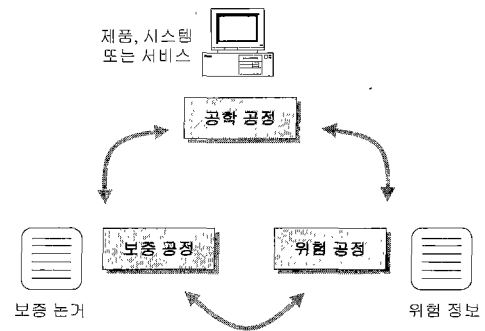 제품, 시스템
또는 서비스
공학 공정
보증 공정
위험 공정
보증 논거
위험 정보